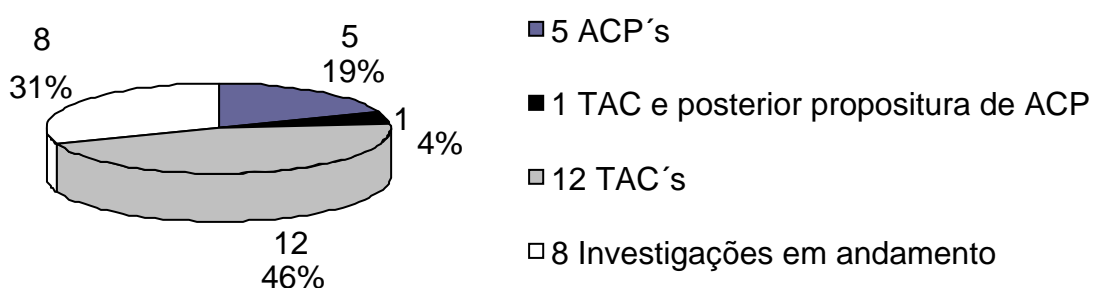 8
31%
5
19%
1
4%
12
46%
5 ACP´s
1 TAC e posterior propositura de ACP
12 TAC´s
8 Investigações em andamento